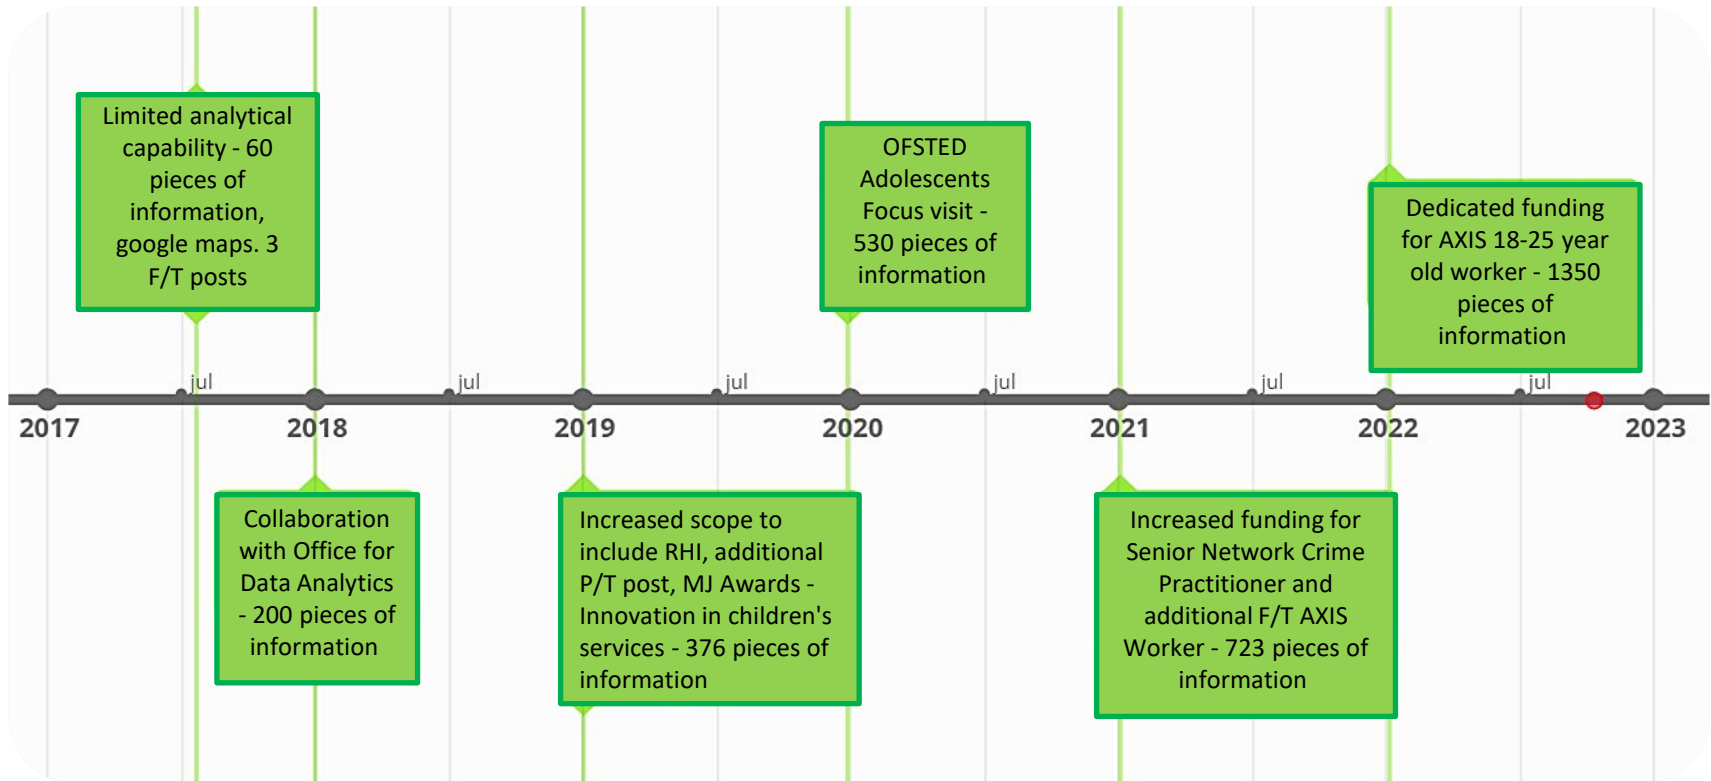 Limited analytical
capability - 60
pieces of
information,
google maps. 3
F/T posts
OFSTED
Adolescents
Focus visit -
530 pieces of
information
Dedicated funding
for AXIS 18-25 year
old worker - 1350
pieces of
information
jul
jul
jul
jul
jul
jul
2017
2018
2019
2020
2021
2022
2023
Collaboration
with Office for
Data Analytics
- 200 pieces of
information
Increased scope to
include RHI, additional
P/T post, MJ Awards -
Innovation in children's
services - 376 pieces of
information
Increased funding for
Senior Network Crime
Practitioner and
additional F/T AXIS
Worker - 723 pieces of
information